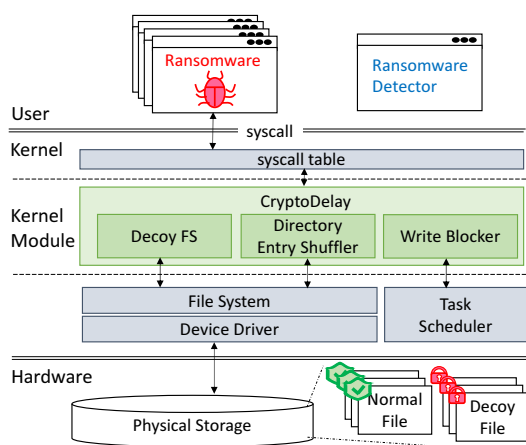 Ransomware
Ransomware
Detector
User
syscall
Kernel
syscall table
CryptoDelay
Kernel
Module
Decoy FS
Directory
Entry Shuffler
Write Blocker
File System
Task
Scheduler
Device Driver
Hardware
Physical Storage
Normal
File
Decoy
File